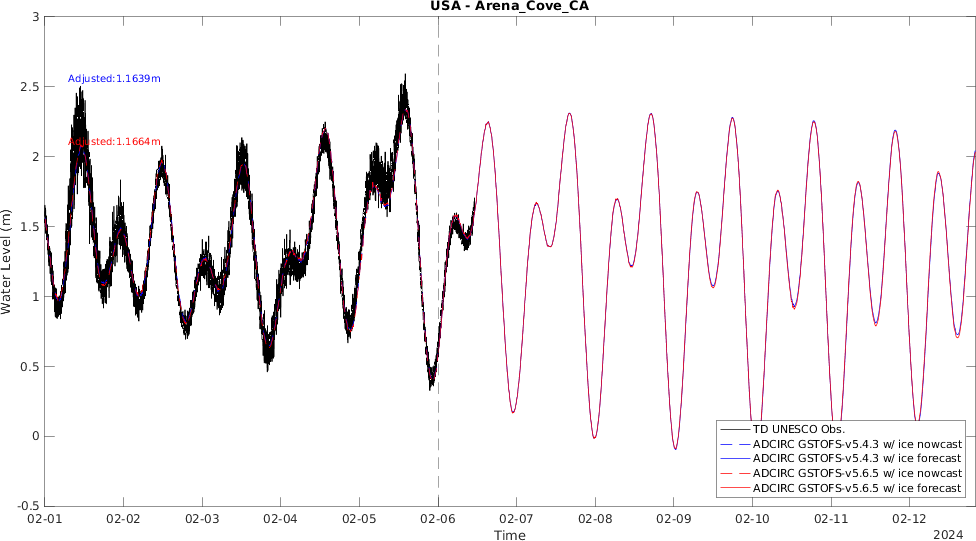 USA - Arena_Cove_CA
Adjusted:1.1639m
Adjusted:1.1664m
Water Level (m)
3
2.5
2
1.5
1
0.5
0
-0.5
TD UNESCO Obs.
ADCIRC GSTOFS-v5.4.3 w/ ice nowcast
ADCIRC GSTOFS-v5.4.3 w/ ice forecast
ADCIRC GSTOFS-v5.6.5 w/ ice nowcast
ADCIRC GSTOFS-v5.6.5 w/ ice forecast
02-01 02-02 02-03 02-04 02-05 02-06 02-07 02-08 02-09 02-10 02-11 02-12
Time
2024